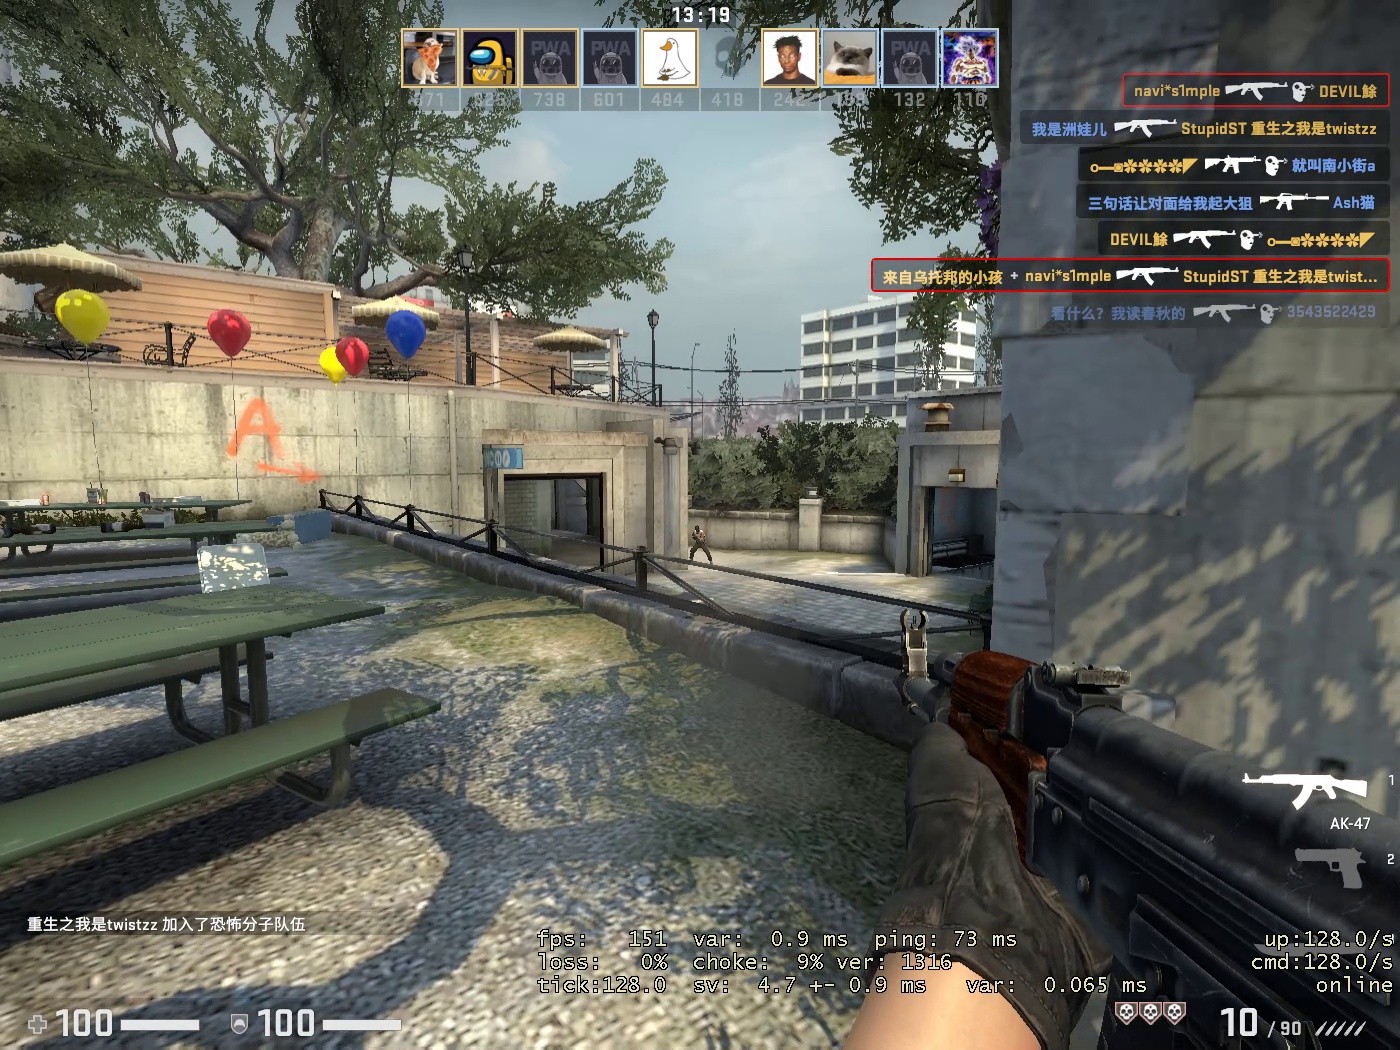 13:19
PWA PWA PWA
738 601 484 418 132
navi*s1mple DEVIL鮽
我是洲娃儿 StupidST 重生之我是twistzz
就叫南小街a
三句话让对面给我起大狙 Ash猫
DEVIL鮽
来自乌托邦的小孩 + navi*s1mple StupidST 重生之我是twist...
看什么? 我读春秋的 3543522429
A
1
AK-47
2
重生之我是twistzz 加入了恐怖分子队伍
fps: 151 var: 0.9 ms ping: 73 ms up:128.0/s
loss: 0% choke: 9% ver: 1316 cmd:128.0/s
tick:128.0 sv: 4.7 +- 0.9 ms var: 0.065 ms online
100 100 10 / 90